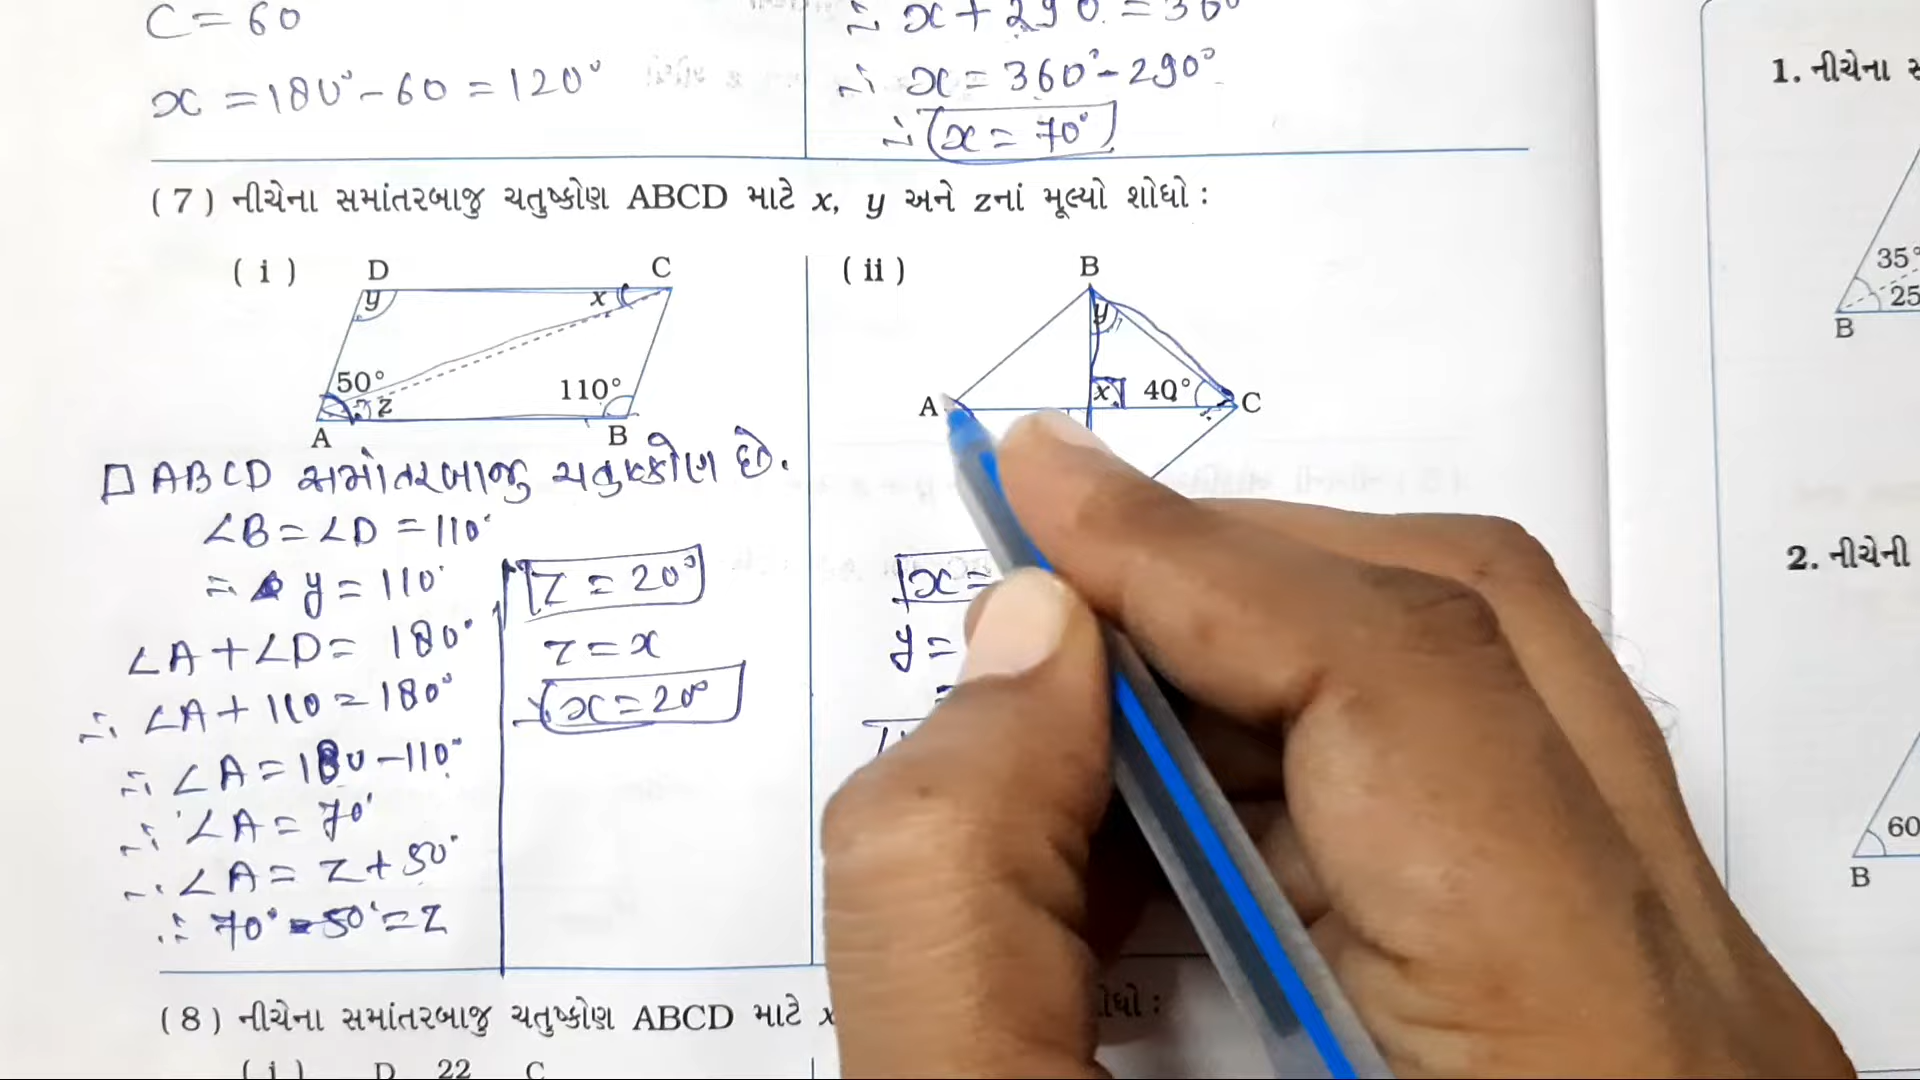 C = 60
x = 180° - 60 = 120°
∴ x + 290 = 360
∴ x = 360° - 290°
∴ x = 70°
(7) નીચેના સમાંતરબાજુ ચતુષ્કોણ ABCD માટે x, y અને zનાં મૂલ્યો શોધો :
(i)
D C
y x
50° 110°
z
A B
□ ABCD સમાંતરબાજુ ચતુષ્કોણ છે.
∠B = ∠D = 110°
= y = 110°
∠A + ∠D = 180°
∴ ∠A + 110 = 180°
∴ ∠A = 180 - 110°
∴ ∠A = 70°
∴ ∠A = z + 50°
∴ 70° - 50° = z
z = 20°
z = x
x = 20°
(ii)
B
y
A x 40° C
x =
y =
(8) નીચેના સમાંતરબાજુ ચતુષ્કોણ ABCD માટે x
(i) D 22 C
1. નીચેના
35°
25
B
2. નીચેની
60
B